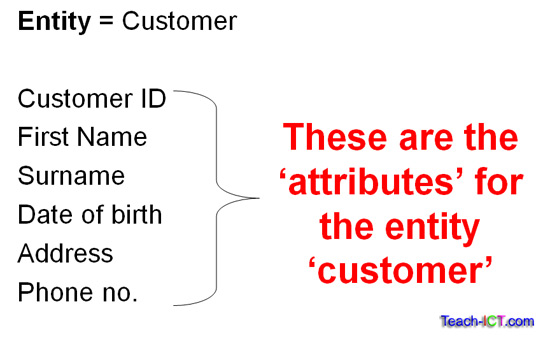 Entity = Customer
Customer ID
First Name
Surname
Date of birth
Address
Phone no.
These are the
‘attributes’ for
the entity
‘customer’
Teach-ICT.com